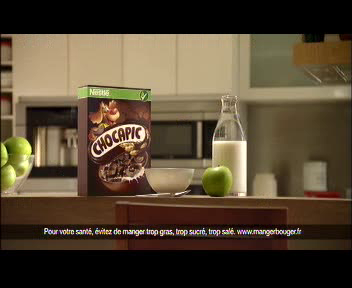 Nestlé
CHOCAPIC
Pour votre santé, évitez de manger trop gras, trop sucré, trop salé. www.mangerbouger.fr